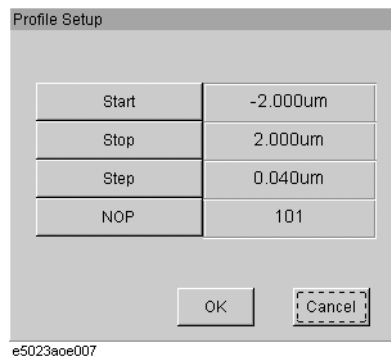 Profile Setup
Start -2.000um
Stop 2.000um
Step 0.040um
NOP 101
OK Cancel
e5023aoe007